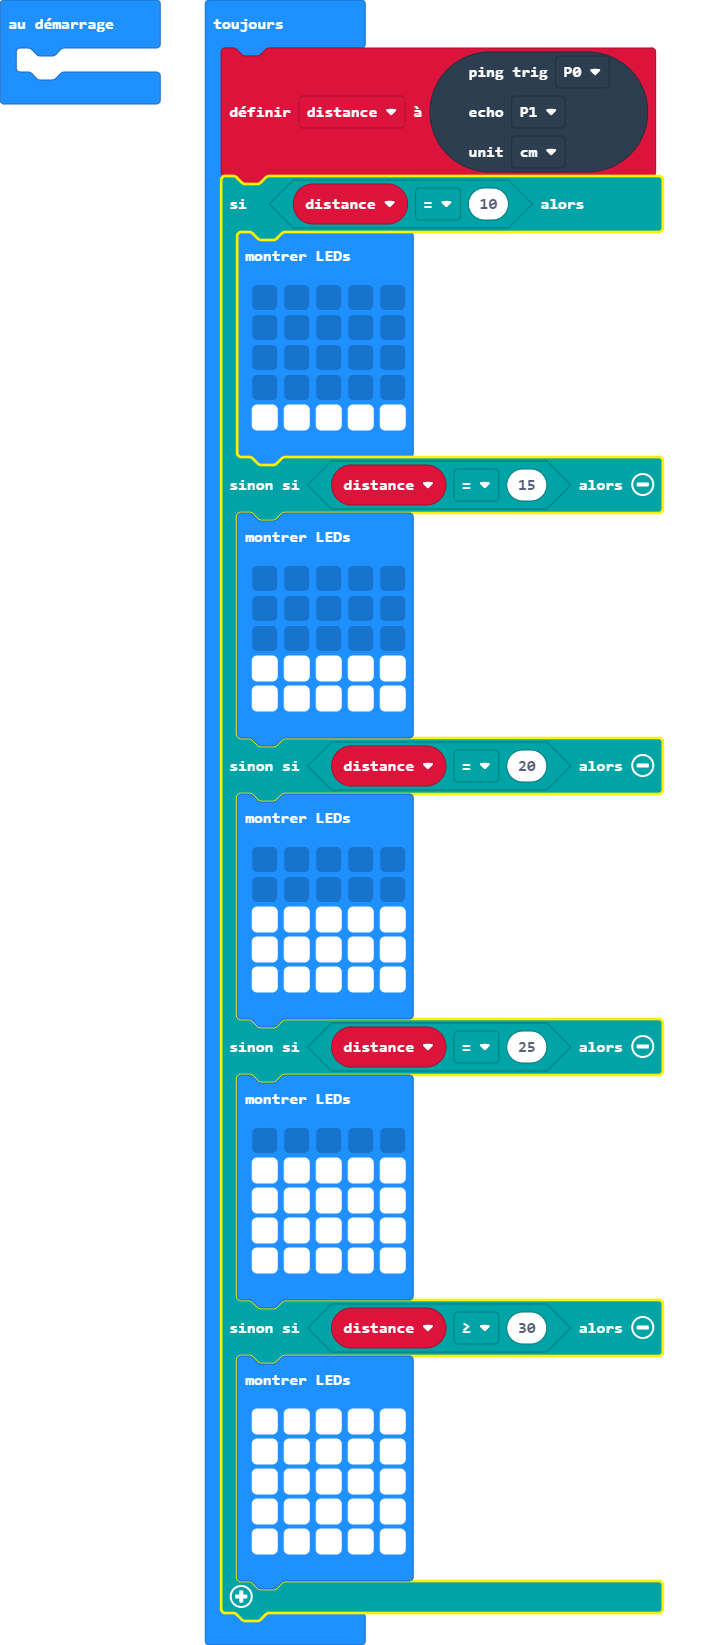 au démarrage
toujours
ping trig P0
définir distance à echo P1
unit cm
si distance = 10 alors
montrer LEDs
sinon si distance = 15 alors
montrer LEDs
sinon si distance = 20 alors
montrer LEDs
sinon si distance = 25 alors
montrer LEDs
sinon si distance ≥ 30 alors
montrer LEDs